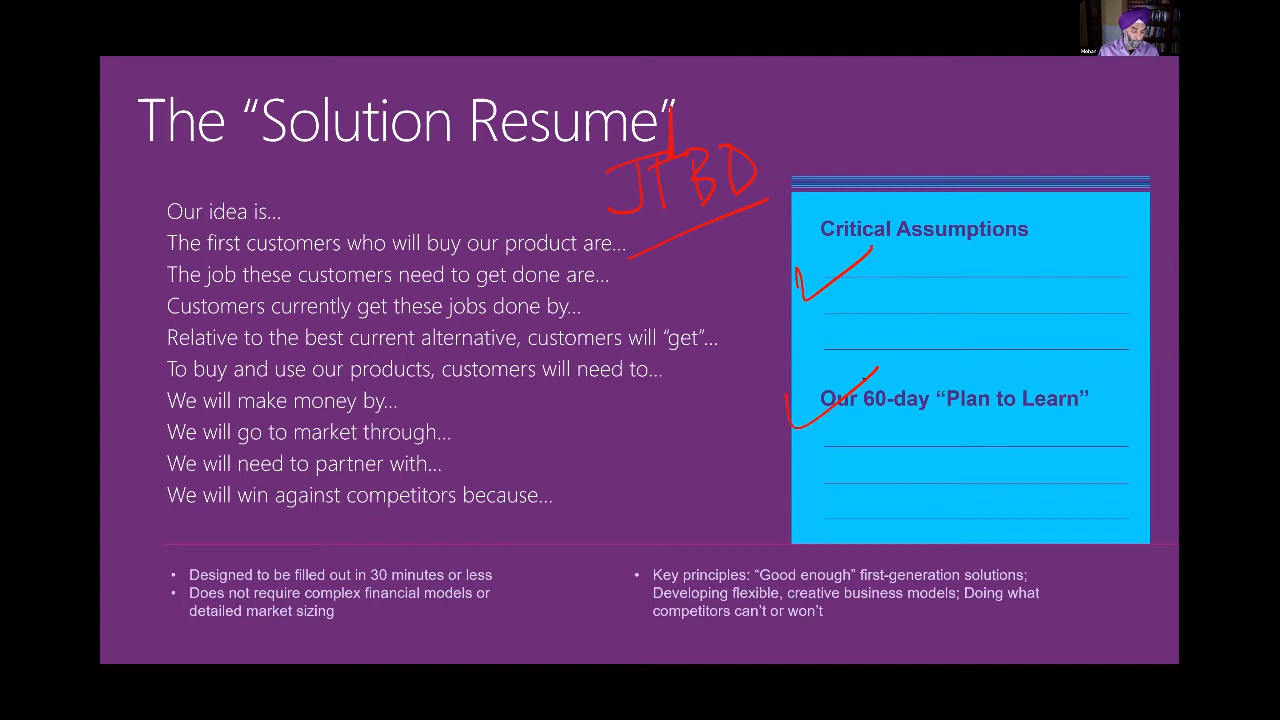 Mohan
The “Solution Resume”
JTBD
Our idea is...
The first customers who will buy our product are...
The job these customers need to get done are...
Customers currently get these jobs done by...
Relative to the best current alternative, customers will “get”...
To buy and use our products, customers will need to...
We will make money by...
We will go to market through...
We will need to partner with...
We will win against competitors because...
Critical Assumptions
Our 60-day “Plan to Learn”
• Designed to be filled out in 30 minutes or less
• Does not require complex financial models or
detailed market sizing
• Key principles: “Good enough” first-generation solutions;
Developing flexible, creative business models; Doing what
competitors can’t or won’t